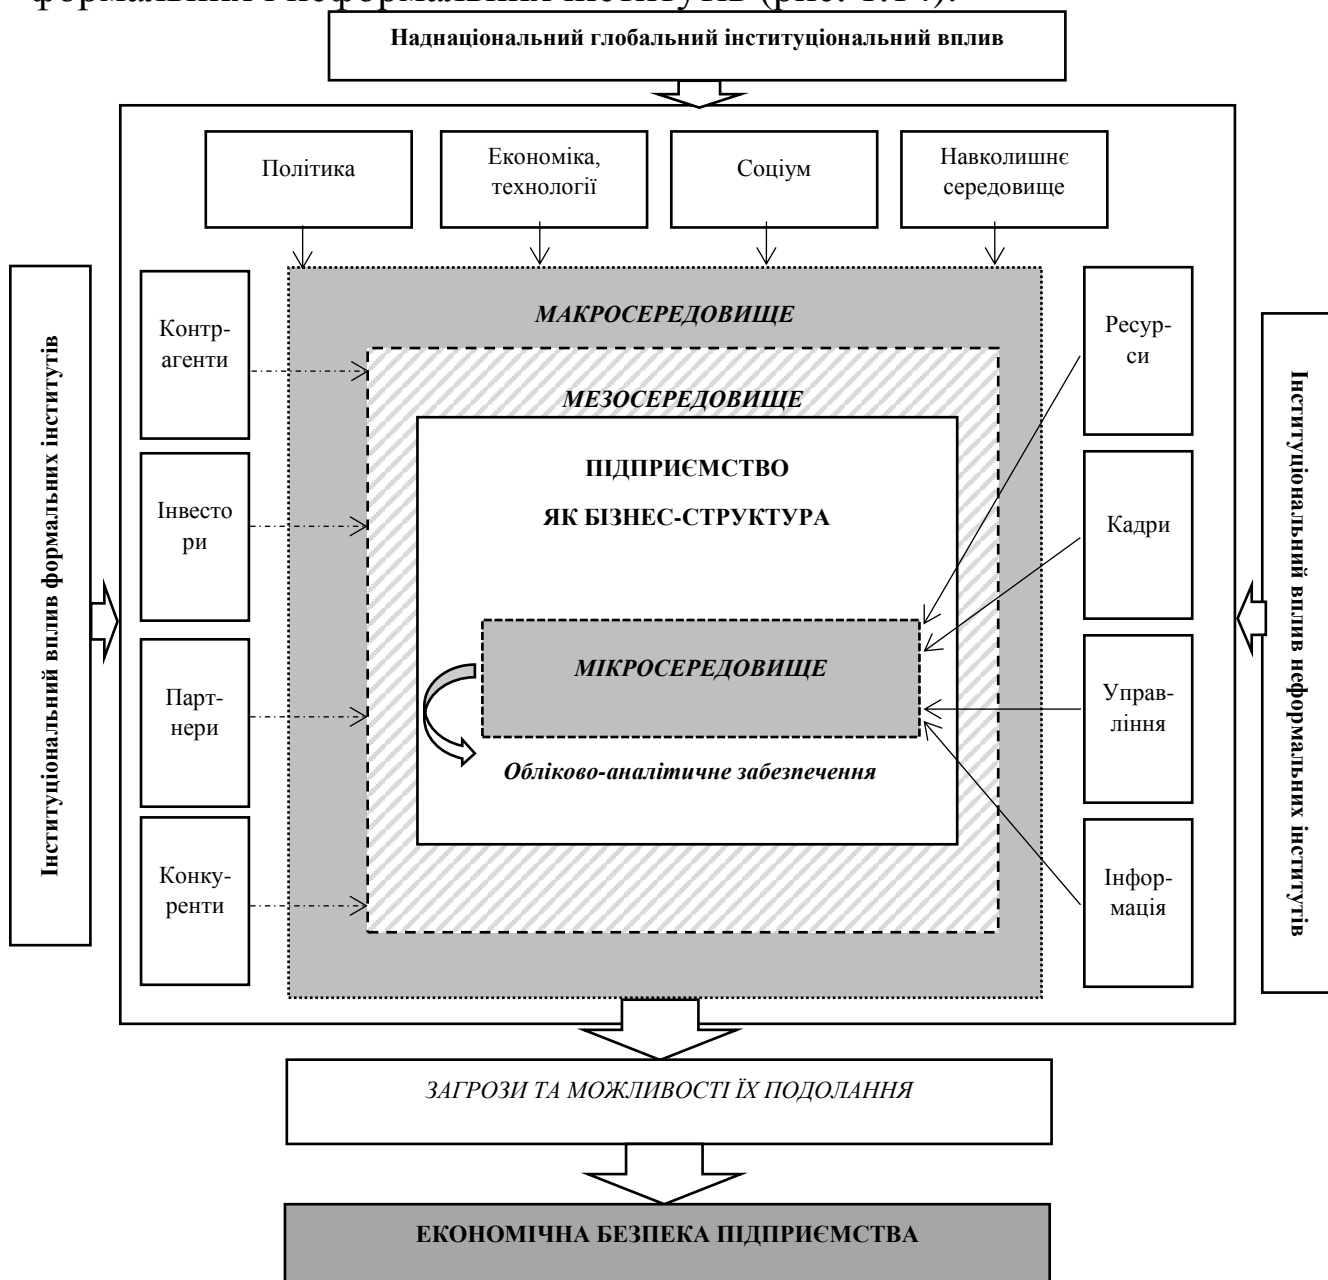 формальних і неформальних інститутів (рис. 1.14).
Наднаціональний глобальний інституціональний вплив
Політика
Економіка,
технології
Соціум
Навколишнє
середовище
Інституціональний вплив формальних інститутів
Контр-
агенти
Інвесто
ри
Парт-
нери
Конку-
ренти
МАКРОСЕРЕДОВИЩЕ
МЕЗОСЕРЕДОВИЩЕ
ПІДПРИЄМСТВО
ЯК БІЗНЕС-СТРУКТУРА
МІКРОСЕРЕДОВИЩЕ
Обліково-аналітичне забезпечення
Ресур-
си
Кадри
Управ-
ління
Інфор-
мація
Інституціональний вплив неформальних інститутів
ЗАГРОЗИ ТА МОЖЛИВОСТІ ЇХ ПОДОЛАННЯ
ЕКОНОМІЧНА БЕЗПЕКА ПІДПРИЄМСТВА